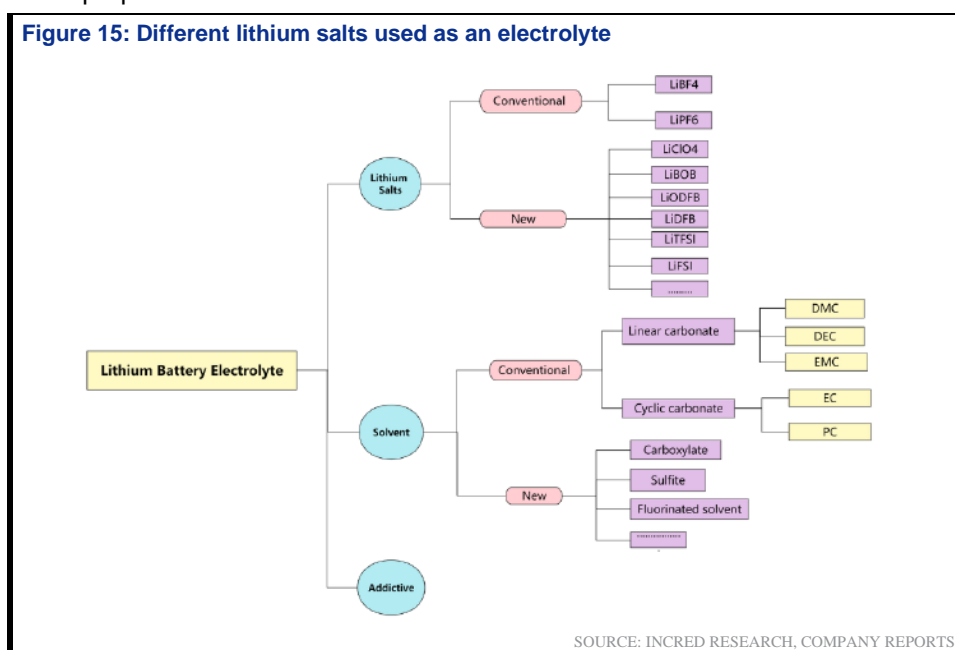 Figure 15: Different lithium salts used as an electrolyte
LiBF4
Conventional
LiPF6
LiClO4
LiBOB
Lithium
Salts
LiODFB
New
LiDFB
LiTFSI
LiFSI
.........
DMC
Linear carbonate
DEC
Lithium Battery Electrolyte
Conventional
EMC
EC
Cyclic carbonate
Solvent
PC
Carboxylate
Sulfite
New
Fluorinated solvent
.............
Addictive
SOURCE: INCRED RESEARCH, COMPANY REPORTS